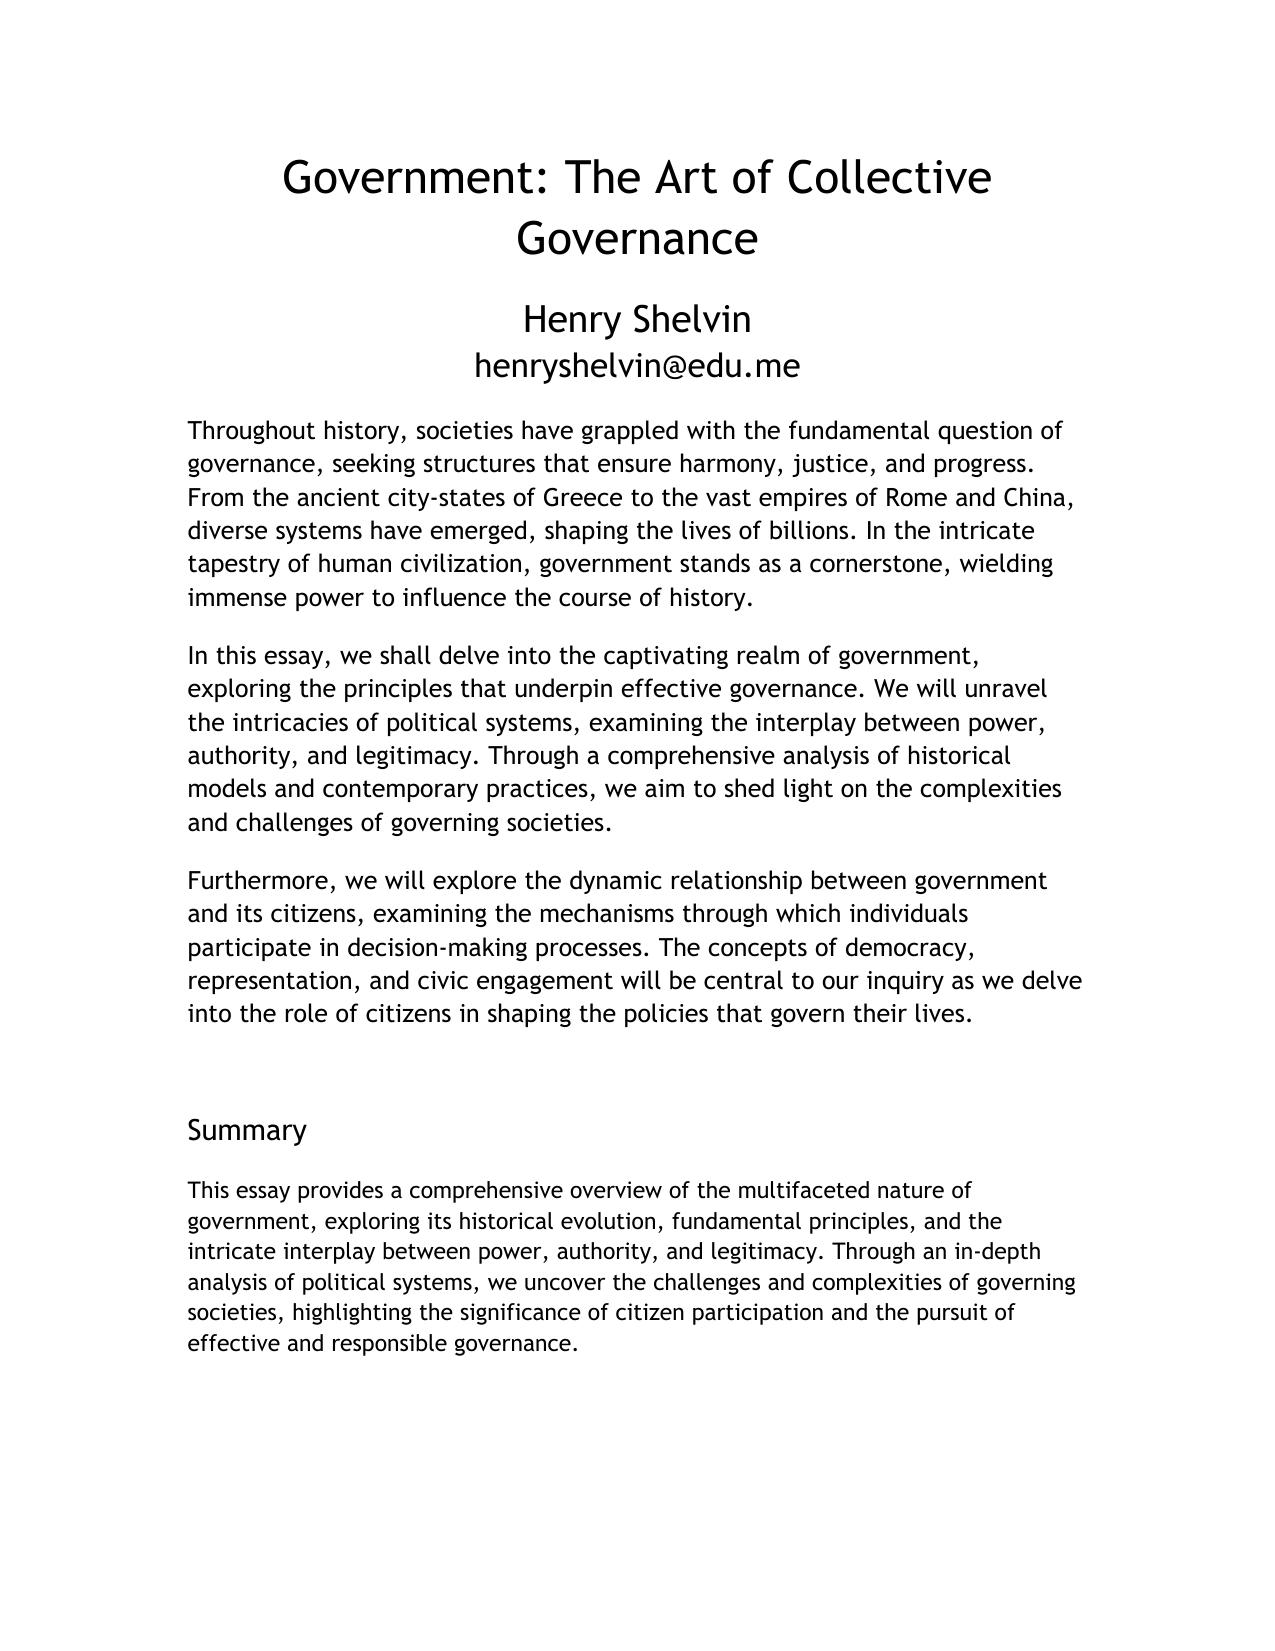 Government: The Art of Collective
Governance
Henry Shelvin
henryshelvin@edu.me
Throughout history, societies have grappled with the fundamental question of
governance, seeking structures that ensure harmony, justice, and progress.
From the ancient city-states of Greece to the vast empires of Rome and China,
diverse systems have emerged, shaping the lives of billions. In the intricate
tapestry of human civilization, government stands as a cornerstone, wielding
immense power to influence the course of history.
In this essay, we shall delve into the captivating realm of government,
exploring the principles that underpin effective governance. We will unravel
the intricacies of political systems, examining the interplay between power,
authority, and legitimacy. Through a comprehensive analysis of historical
models and contemporary practices, we aim to shed light on the complexities
and challenges of governing societies.
Furthermore, we will explore the dynamic relationship between government
and its citizens, examining the mechanisms through which individuals
participate in decision-making processes. The concepts of democracy,
representation, and civic engagement will be central to our inquiry as we delve
into the role of citizens in shaping the policies that govern their lives.
Summary
This essay provides a comprehensive overview of the multifaceted nature of
government, exploring its historical evolution, fundamental principles, and the
intricate interplay between power, authority, and legitimacy. Through an in-depth
analysis of political systems, we uncover the challenges and complexities of governing
societies, highlighting the significance of citizen participation and the pursuit of
effective and responsible governance.